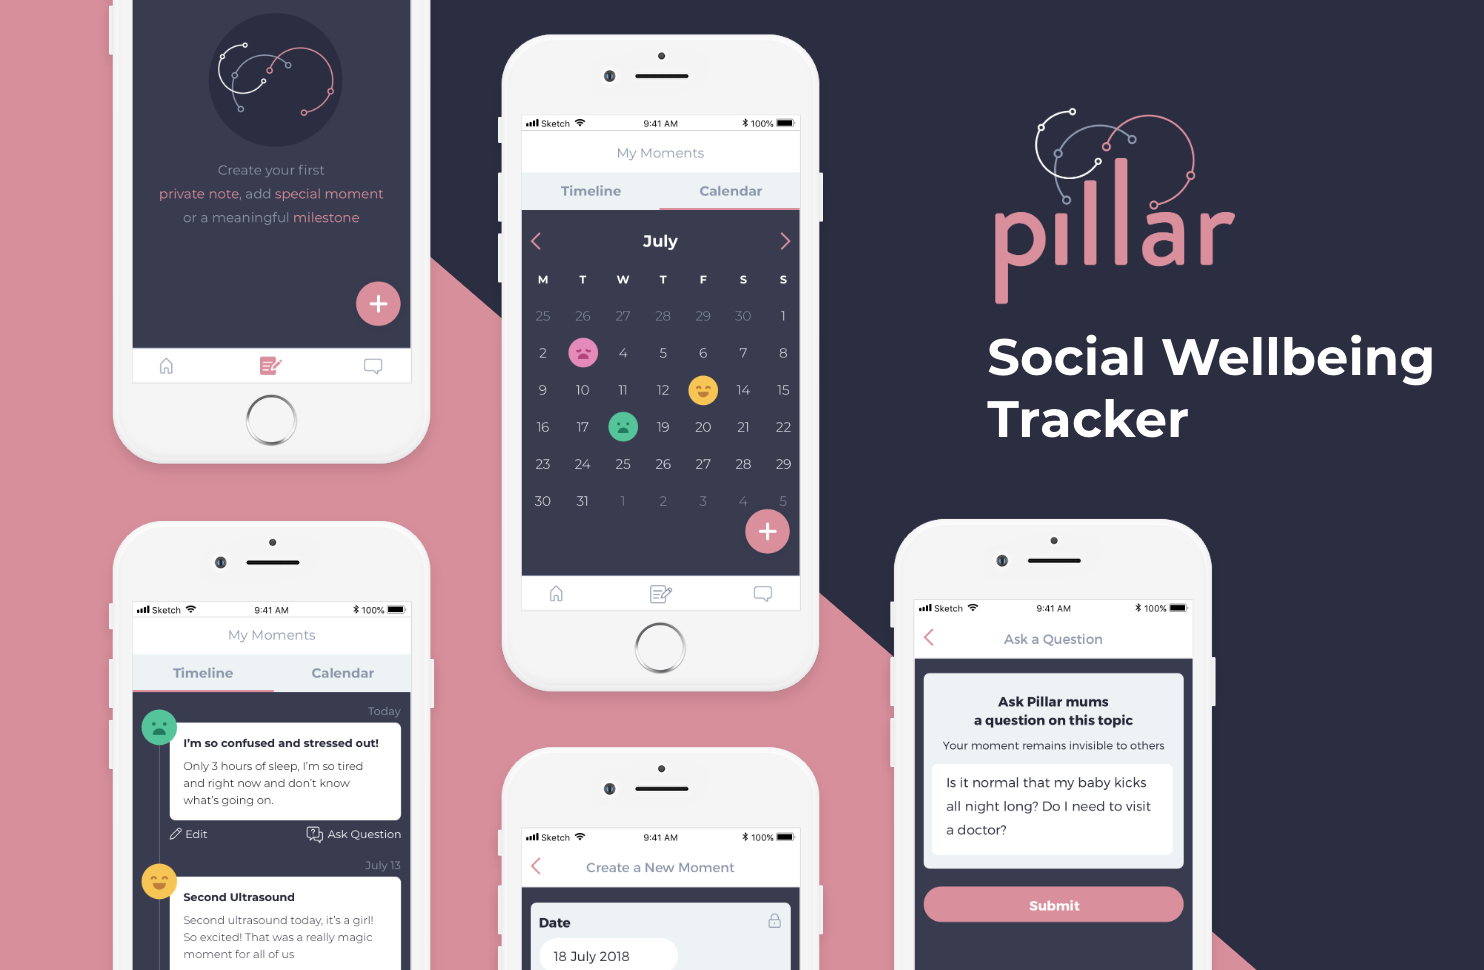 Create your first
private note, add special moment
or a meaningful milestone
Sketch 9:41 AM 100%
My Moments
Timeline Calendar
July
M T W T F S S
25 26 27 28 29 30 1
2 4 5 6 7 8
9 10 11 12 14 15
16 17 19 20 21 22
23 24 25 26 27 28 29
30 31 1 2 3 4 5
pillar
Social Wellbeing
Tracker
Sketch 9:41 AM 100%
My Moments
Timeline Calendar
Today
I'm so confused and stressed out!
Only 3 hours of sleep, I'm so tired
and right now and don't know
what's going on.
Edit Ask Question
July 13
Second Ultrasound
Second ultrasound today, it's a girl!
So excited! That was a really magic
moment for all of us
Sketch 9:41 AM 100%
Create a New Moment
Date
18 July 2018
Sketch 9:41 AM 100%
Ask a Question
Ask Pillar mums
a question on this topic
Your moment remains invisible to others
Is it normal that my baby kicks
all night long? Do I need to visit
a doctor?
Submit